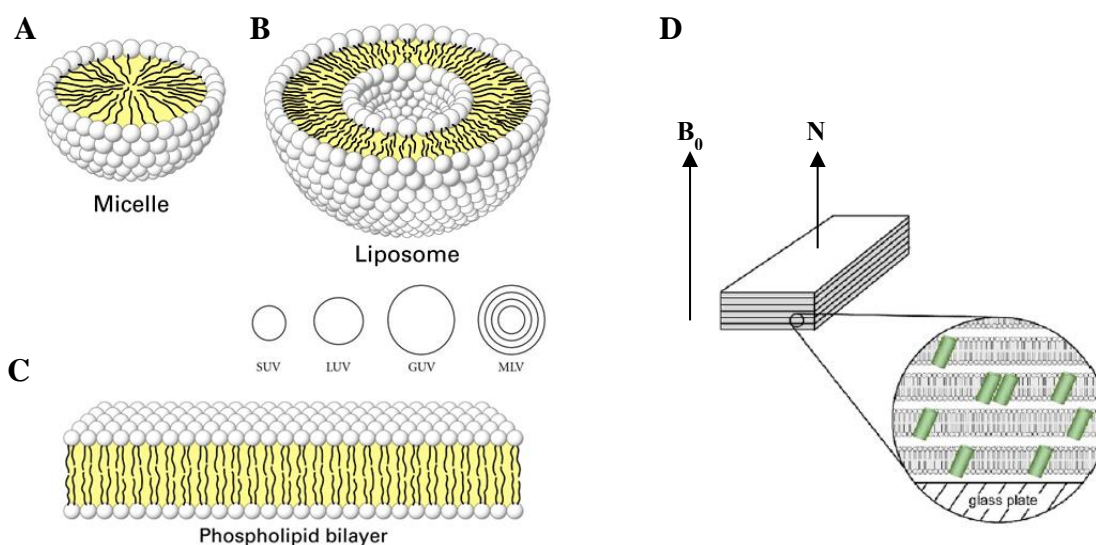 A
B
D
B0
N
Micelle
Liposome
SUV
LUV
GUV
MLV
C
glass plate
Phospholipid bilayer